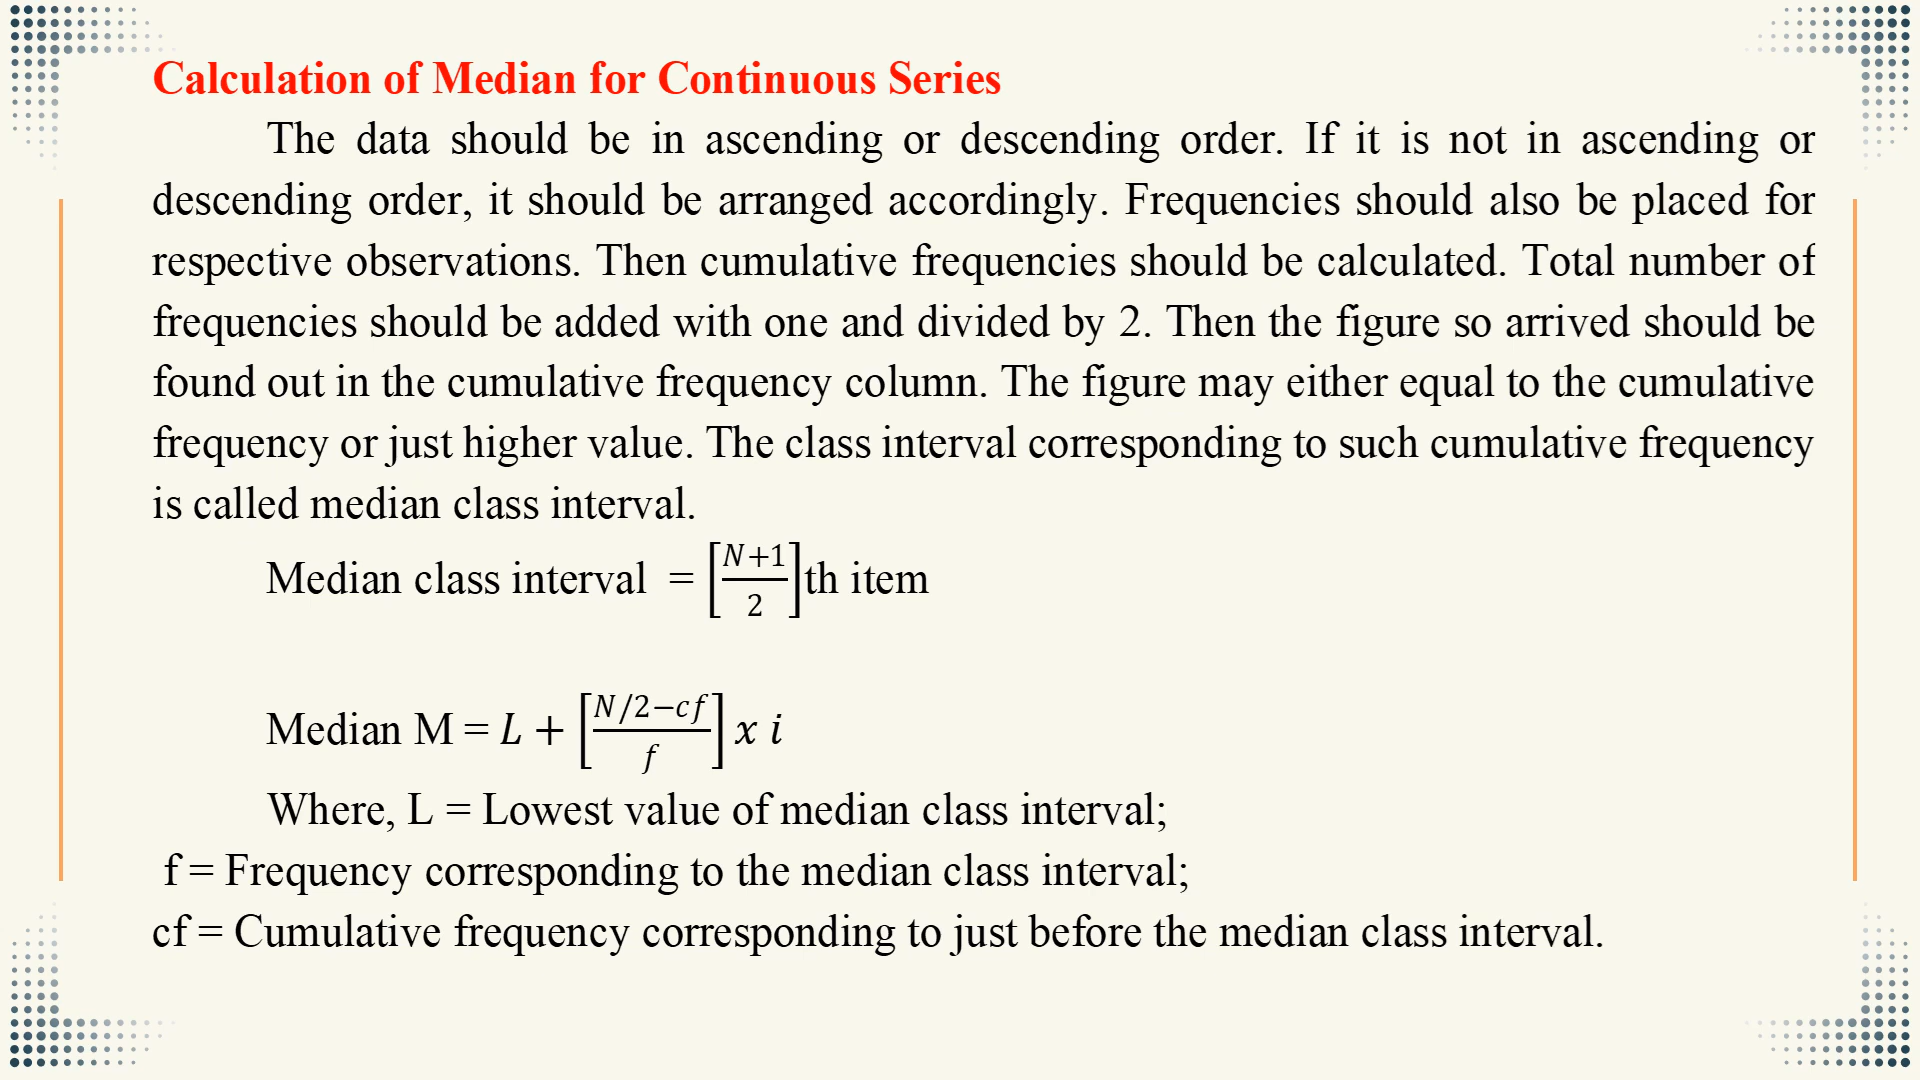 Calculation of Median for Continuous Series
The data should be in ascending or descending order. If it is not in ascending or
descending order, it should be arranged accordingly. Frequencies should also be placed for
respective observations. Then cumulative frequencies should be calculated. Total number of
frequencies should be added with one and divided by 2. Then the figure so arrived should be
found out in the cumulative frequency column. The figure may either equal to the cumulative
frequency or just higher value. The class interval corresponding to such cumulative frequency
is called median class interval.
Median class interval = [(N+1)/2]th item
Median M = L + [(N/2−cf)/f] x i
Where, L = Lowest value of median class interval;
f = Frequency corresponding to the median class interval;
cf = Cumulative frequency corresponding to just before the median class interval.